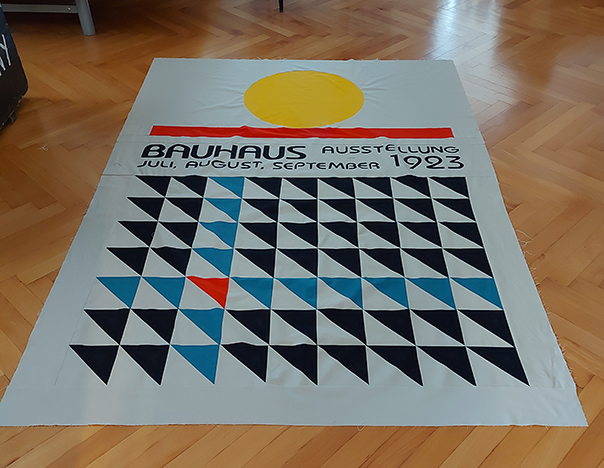 BAUHAUS AUSSTELLUNG
JULI, AUGUST, SEPTEMBER 1923